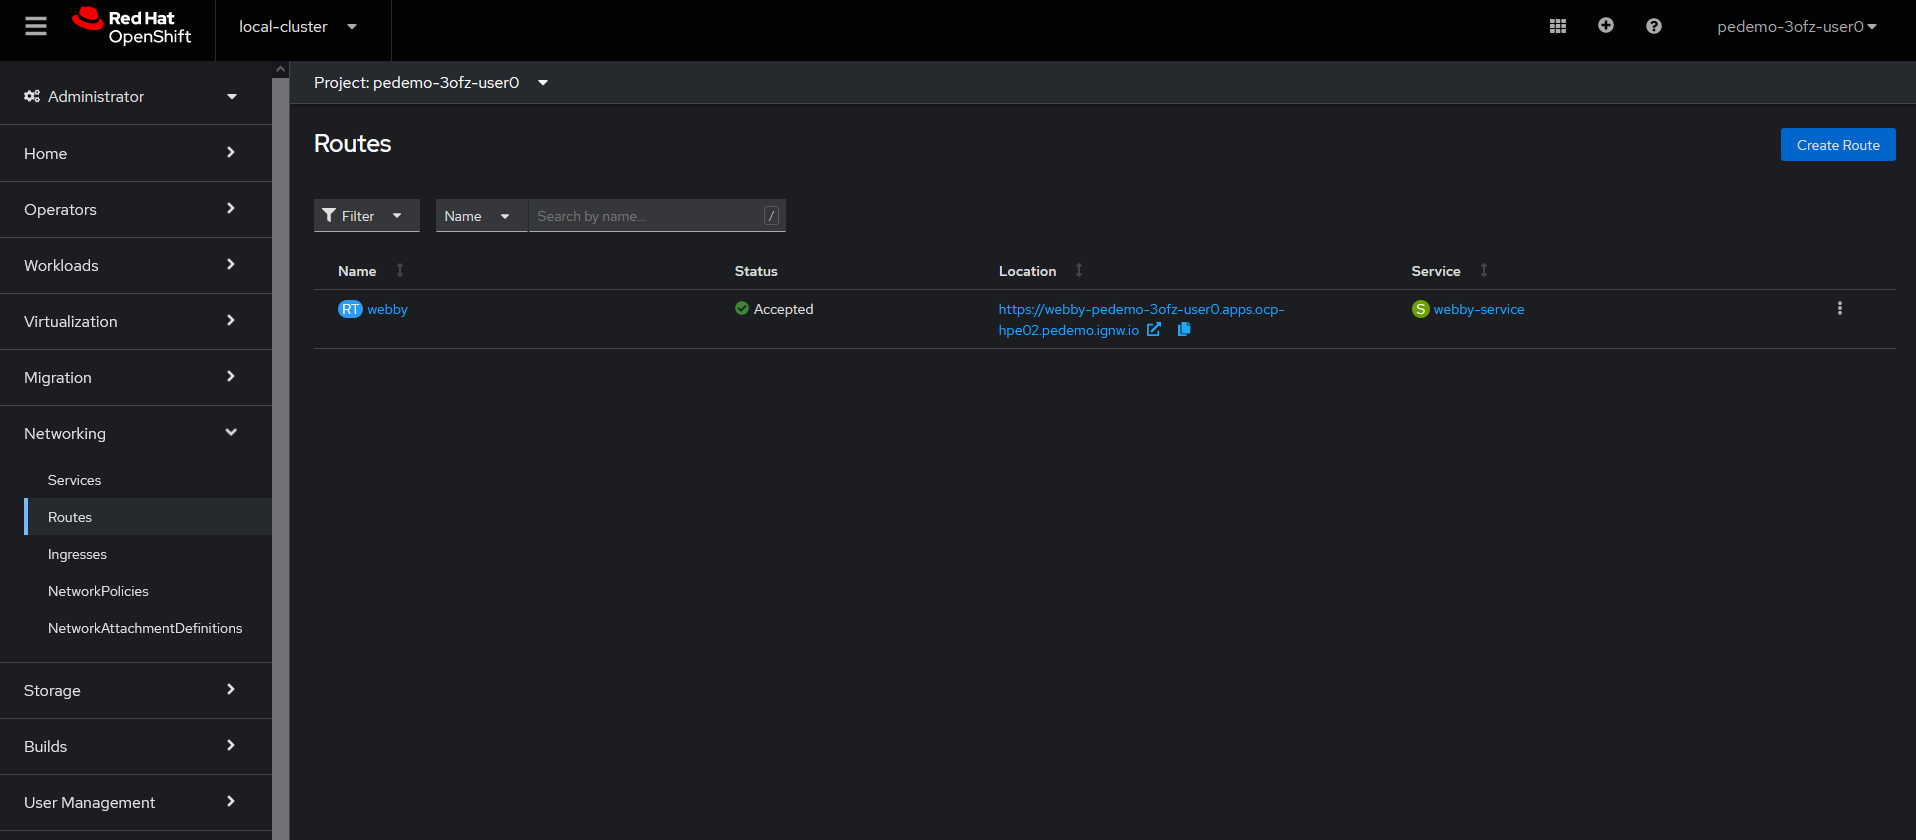 Red Hat
OpenShift
local-cluster
pedemo-3ofz-user0
Administrator
Home
Operators
Workloads
Virtualization
Migration
Networking
Services
Routes
Ingresses
NetworkPolicies
NetworkAttachmentDefinitions
Storage
Builds
User Management
Project: pedemo-3ofz-user0
Routes
Create Route
Filter
Name
Search by name...
/
Name Status Location Service
RT webby Accepted https://webby-pedemo-3ofz-user0.apps.ocp-
hpe02.pedemo.ignw.io
S webby-service